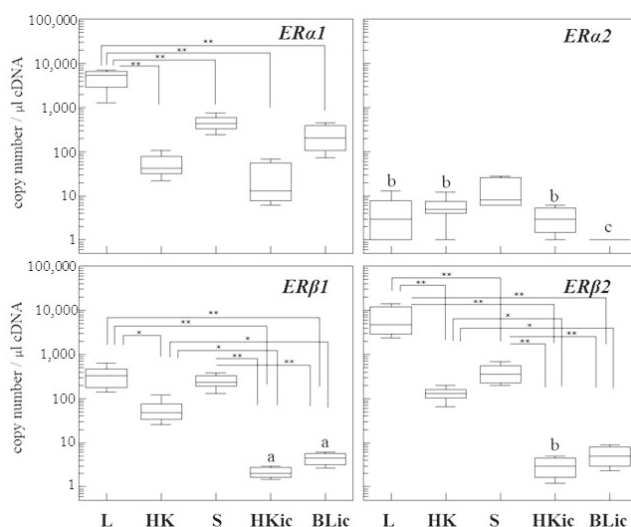 ERα1
ERα2
100,000
10,000
1,000
100
10
1
copy number / μl cDNA
**
**
**
**
b
b
b
c
ERβ1
ERβ2
100,000
10,000
1,000
100
10
1
copy number / μl cDNA
**
**
*
*
*
**
**
a
a
**
**
**
**
*
*
**
**
b
L HK S HKic BLic
L HK S HKic BLic